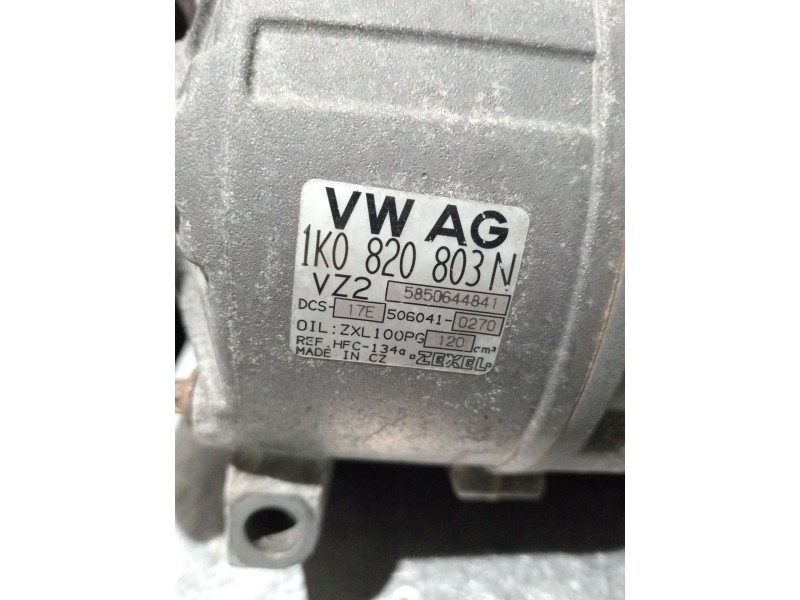 VW AG
1K0 820 803 N
VZ2 5850644841
DCS-17E 506041-0270
OIL:ZXL100PG 120 cm³
REF.HFC-134a ZEXEL
MADE IN CZ